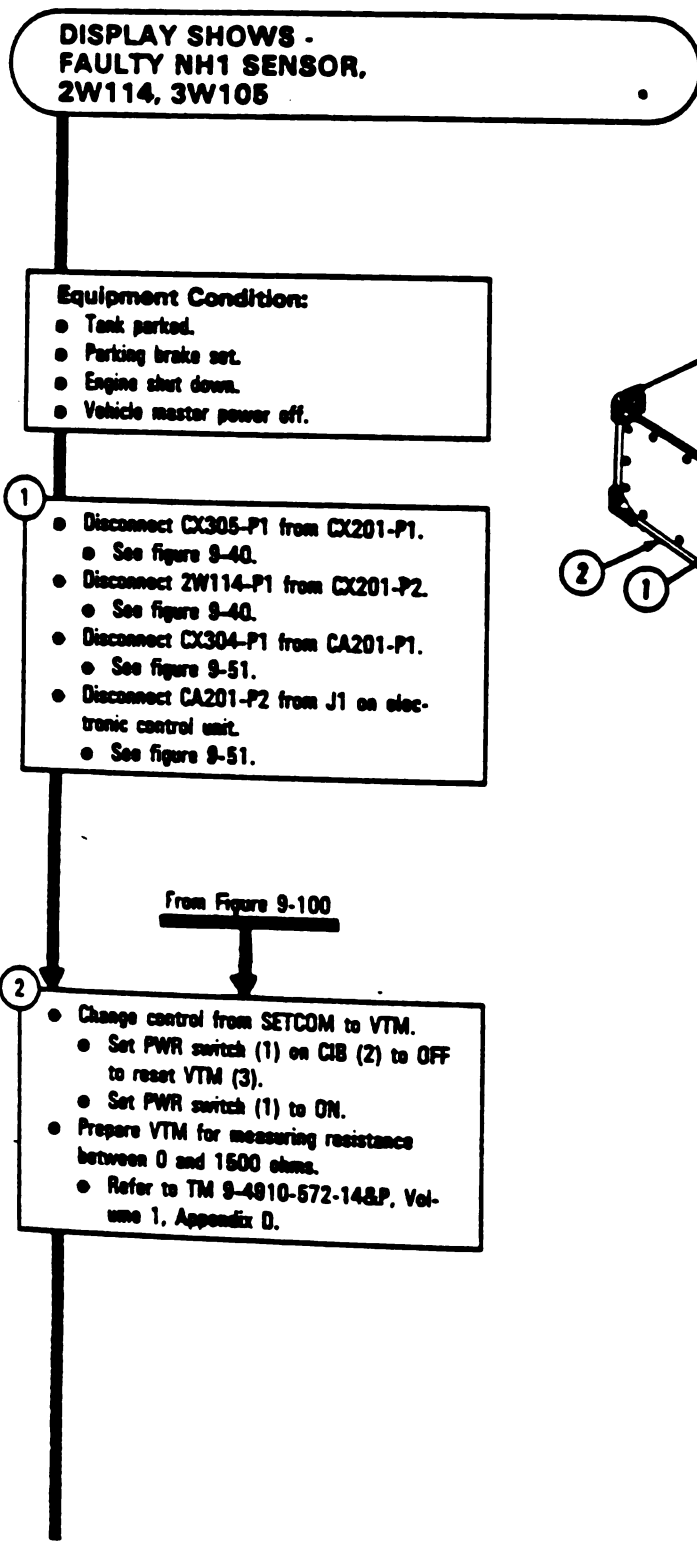 DISPLAY SHOWS -
FAULTY NH1 SENSOR,
2W114, 3W105
Equipment Condition:
● Tank parked.
● Parking brake set.
● Engine shut down.
● Vehicle master power off.
1
● Disconnect CX305-P1 from CX201-P1.
● See figure 9-40.
● Disconnect 2W114-P1 from CX201-P2.
● See figure 9-40.
● Disconnect CX304-P1 from CA201-P1.
● See figure 9-51.
● Disconnect CA201-P2 from J1 on elec-
tronic control unit.
● See figure 9-51.
2
1
From Figure 9-100
2
● Change control from SETCOM to VTM.
● Set PWR switch (1) on CIB (2) to OFF
to reset VTM (3).
● Set PWR switch (1) to ON.
● Prepare VTM for measuring resistance
between 0 and 1500 ohms.
● Refer to TM 9-4910-572-14&P, Vol-
ume 1, Appendix D.